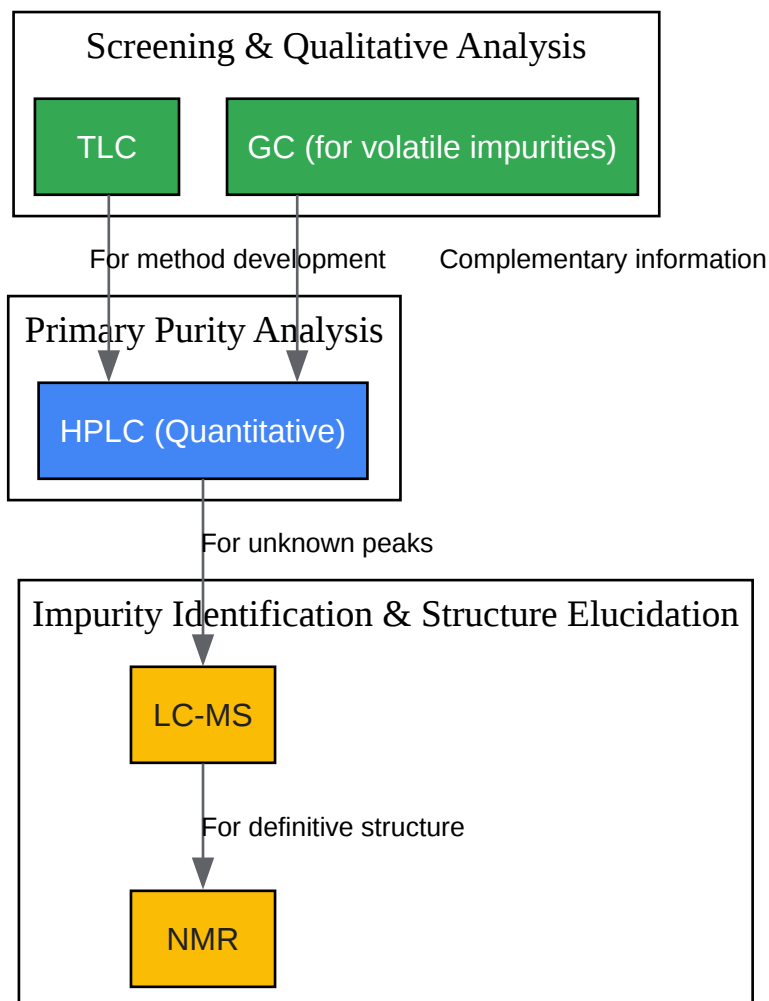 Screening & Qualitative Analysis
TLC
GC (for volatile impurities)
For method development
Complementary information
Primary Purity Analysis
HPLC (Quantitative)
For unknown peaks
Impurity Identification & Structure Elucidation
LC-MS
For definitive structure
NMR